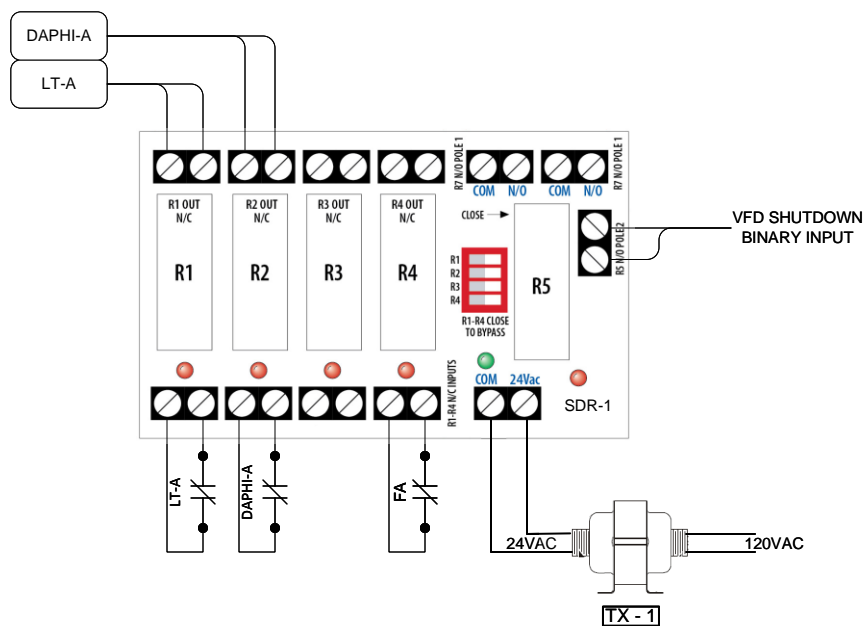 DAPHI-A
LT-A
R1 OUT
N/C
R2 OUT
N/C
R3 OUT
N/C
R4 OUT
N/C
R7 N/O POLE 1
COM N/O
COM N/O
R7 N/O POLE 1
CLOSE
R1
R2
R3
R4
R5
R5 N/O POLE2
VFD SHUTDOWN
BINARY INPUT
R1
R2
R3
R4
R1-R4 CLOSE
TO BYPASS
R1-R4 N/C INPUTS
COM 24Vac
SDR-1
LT-A
DAPHI-A
FA
24VAC
120VAC
TX - 1